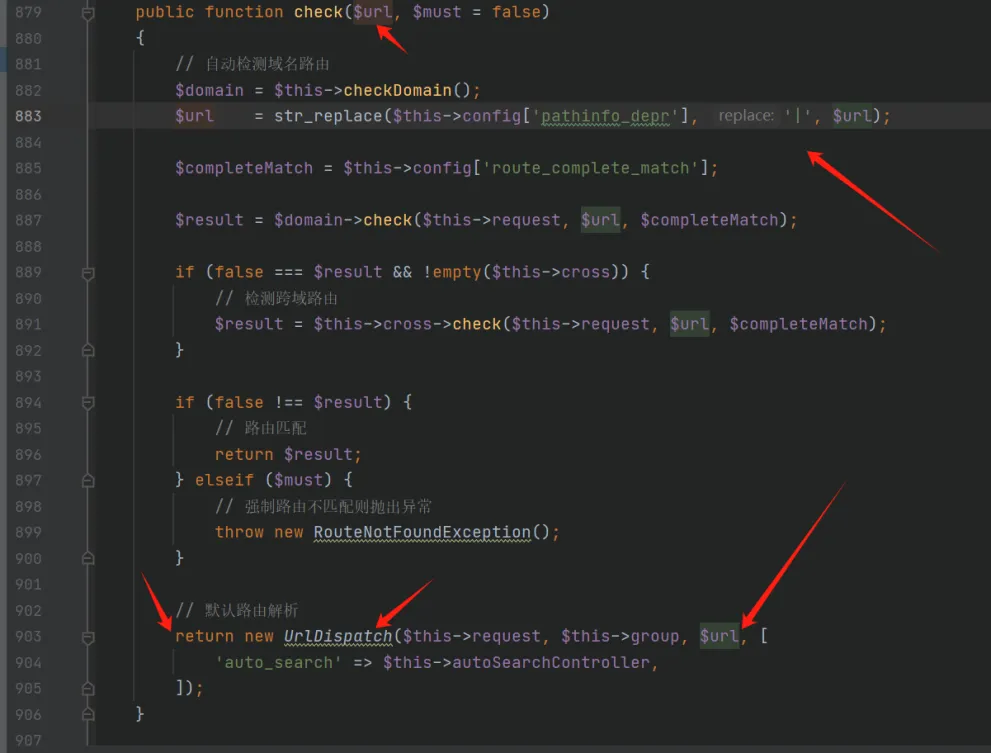 879 public function check($url, $must = false)
880 {
881 // 自动检测域名路由
882 $domain = $this->checkDomain();
883 $url = str_replace($this->config['pathinfo_depr'], replace: '|', $url);
884
885 $completeMatch = $this->config['route_complete_match'];
886
887 $result = $domain->check($this->request, $url, $completeMatch);
888
889 if (false === $result && !empty($this->cross)) {
890 // 检测跨域路由
891 $result = $this->cross->check($this->request, $url, $completeMatch);
892 }
893
894 if (false !== $result) {
895 // 路由匹配
896 return $result;
897 } elseif ($must) {
898 // 强制路由不匹配则抛出异常
899 throw new RouteNotFoundException();
900 }
901
902 // 默认路由解析
903 return new UrlDispatch($this->request, $this->group, $url, [
904 'auto_search' => $this->autoSearchController,
905 ]);
906 }
907